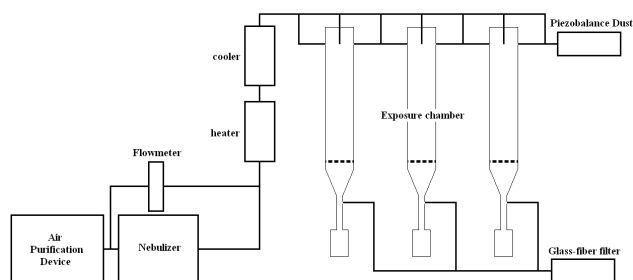 Piezobalance Dust
cooler
Exposure chamber
heater
Flowmeter
Air
Purification
Device
Nebulizer
Glass-fiber filter